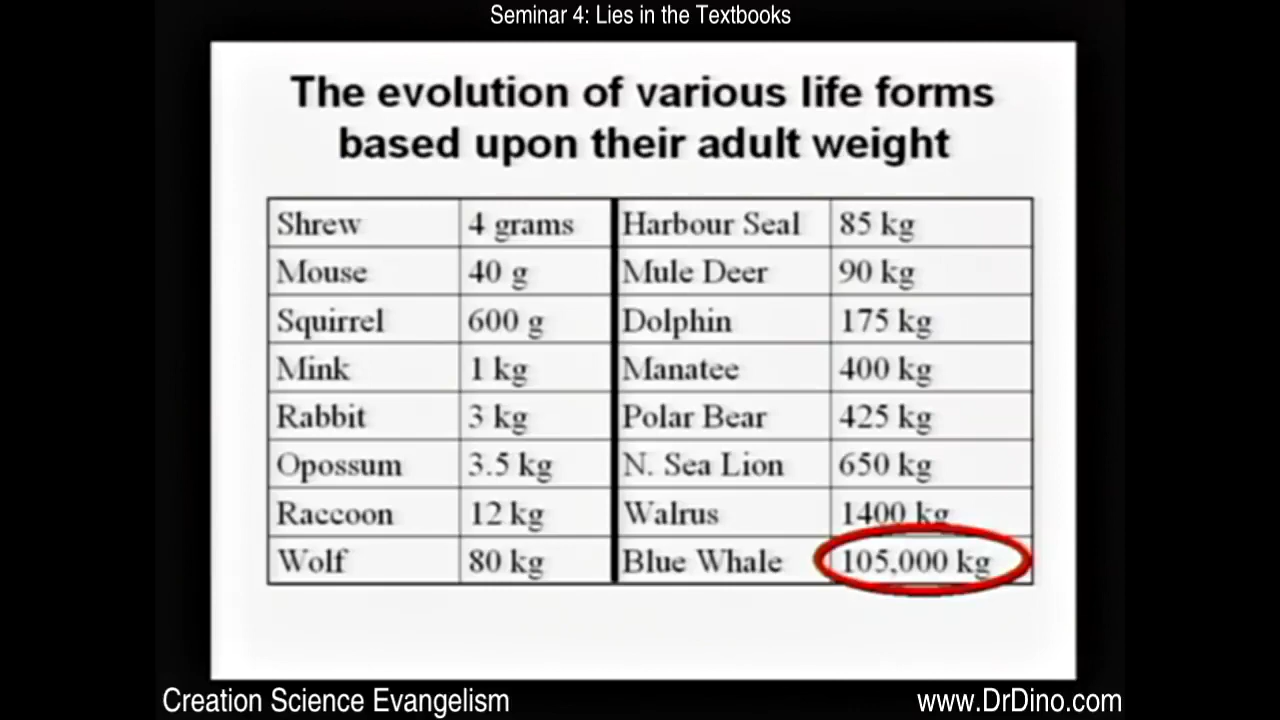 Seminar 4: Lies in the Textbooks
The evolution of various life forms
based upon their adult weight
Shrew 4 grams Harbour Seal 85 kg
Mouse 40 g Mule Deer 90 kg
Squirrel 600 g Dolphin 175 kg
Mink 1 kg Manatee 400 kg
Rabbit 3 kg Polar Bear 425 kg
Opossum 3.5 kg N. Sea Lion 650 kg
Raccoon 12 kg Walrus 1400 kg
Wolf 80 kg Blue Whale 105,000 kg
Creation Science Evangelism www.DrDino.com